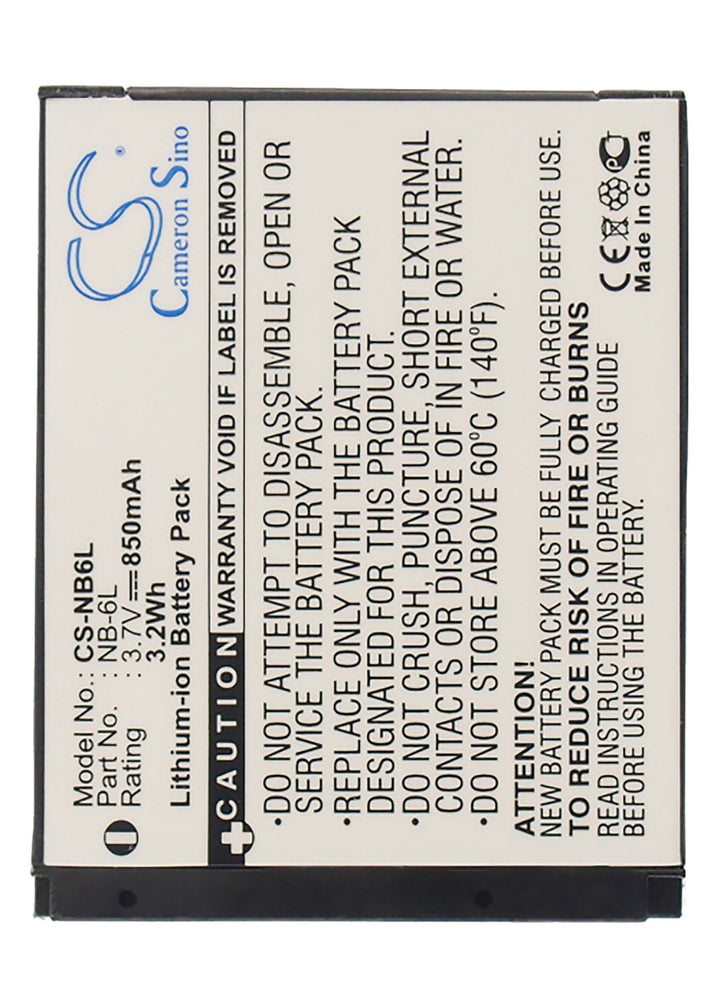 CS
Cameron Sino
Model No.: CS-NB6L
Part No. : NB-6L
Rating : 3.7V⎓850mAh
3.2Wh
Lithium-ion Battery Pack
CAUTION WARRANTY VOID IF LABEL IS REMOVED
•DO NOT ATTEMPT TO DISASSEMBLE, OPEN OR
SERVICE THE BATTERY PACK.
•REPLACE ONLY WITH THE BATTERY PACK
DESIGNATED FOR THIS PRODUCT.
•DO NOT CRUSH, PUNCTURE, SHORT EXTERNAL
CONTACTS OR DISPOSE OF IN FIRE OR WATER.
•DO NOT STORE ABOVE 60ºC (140ºF).
ATTENTION:
NEW BATTERY PACK MUST BE FULLY CHARGED BEFORE USE.
TO REDUCE RISK OF FIRE OR BURNS
READ INSTRUCTIONS IN OPERATING GUIDE
BEFORE USING.
CE
Made In China